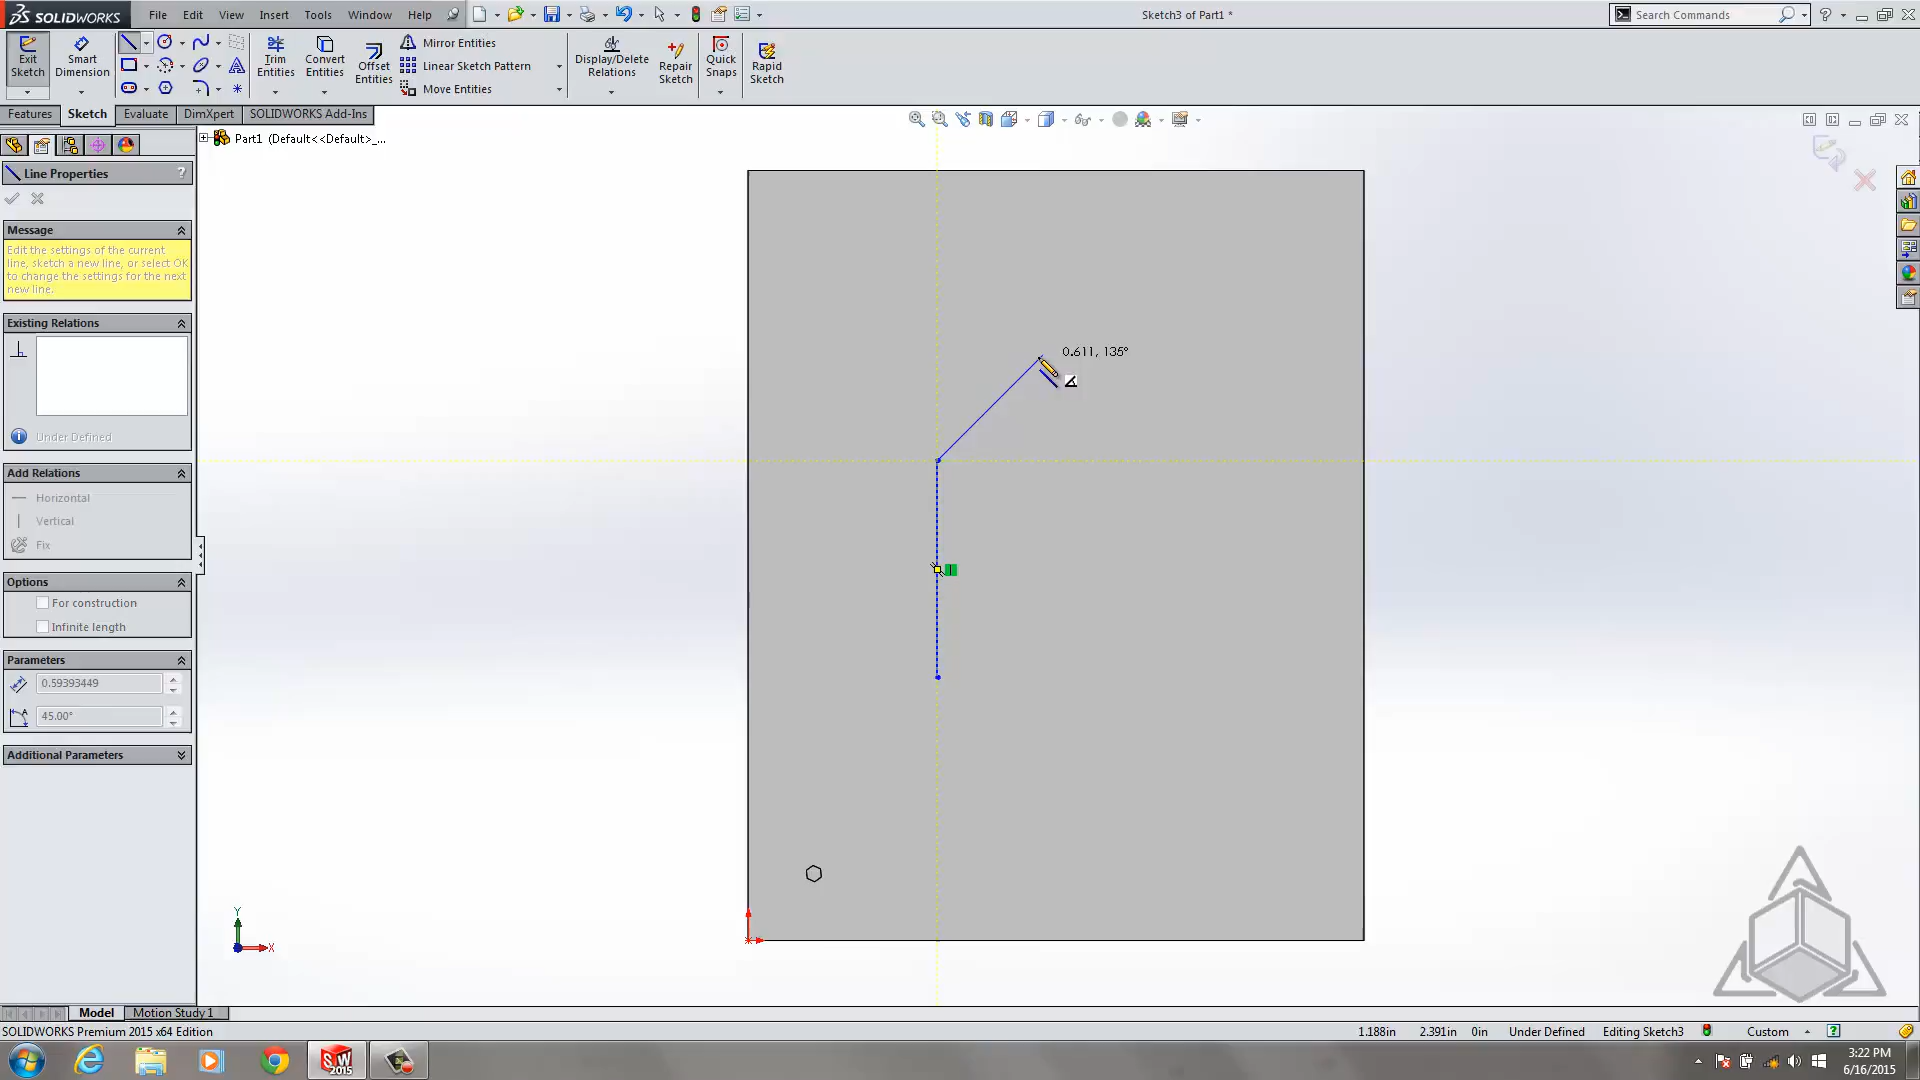 SOLIDWORKS File Edit View Insert Tools Window Help Sketch3 of Part1 * Search Commands ?
Exit Sketch
Smart Dimension
Trim Entities
Convert Entities
Offset Entities
Mirror Entities
Linear Sketch Pattern
Move Entities
Display/Delete Relations
Repair Sketch
Quick Snaps
Rapid Sketch
Features Sketch Evaluate DimXpert SOLIDWORKS Add-Ins
Part1 (Default<<Default>_...
Line Properties ?
Message
Edit the settings of the current
line, sketch a new line, or select OK
to change the settings for the next
new line.
Existing Relations
Under Defined
Add Relations
Horizontal
Vertical
Fix
Options
For construction
Infinite length
Parameters
0.59393449
45.00°
Additional Parameters
0.611, 135°
Y
X
Model Motion Study 1
SOLIDWORKS Premium 2015 x64 Edition 1.188in 2.391in 0in Under Defined Editing Sketch3 Custom ?
SW 2015
3:22 PM
6/16/2015